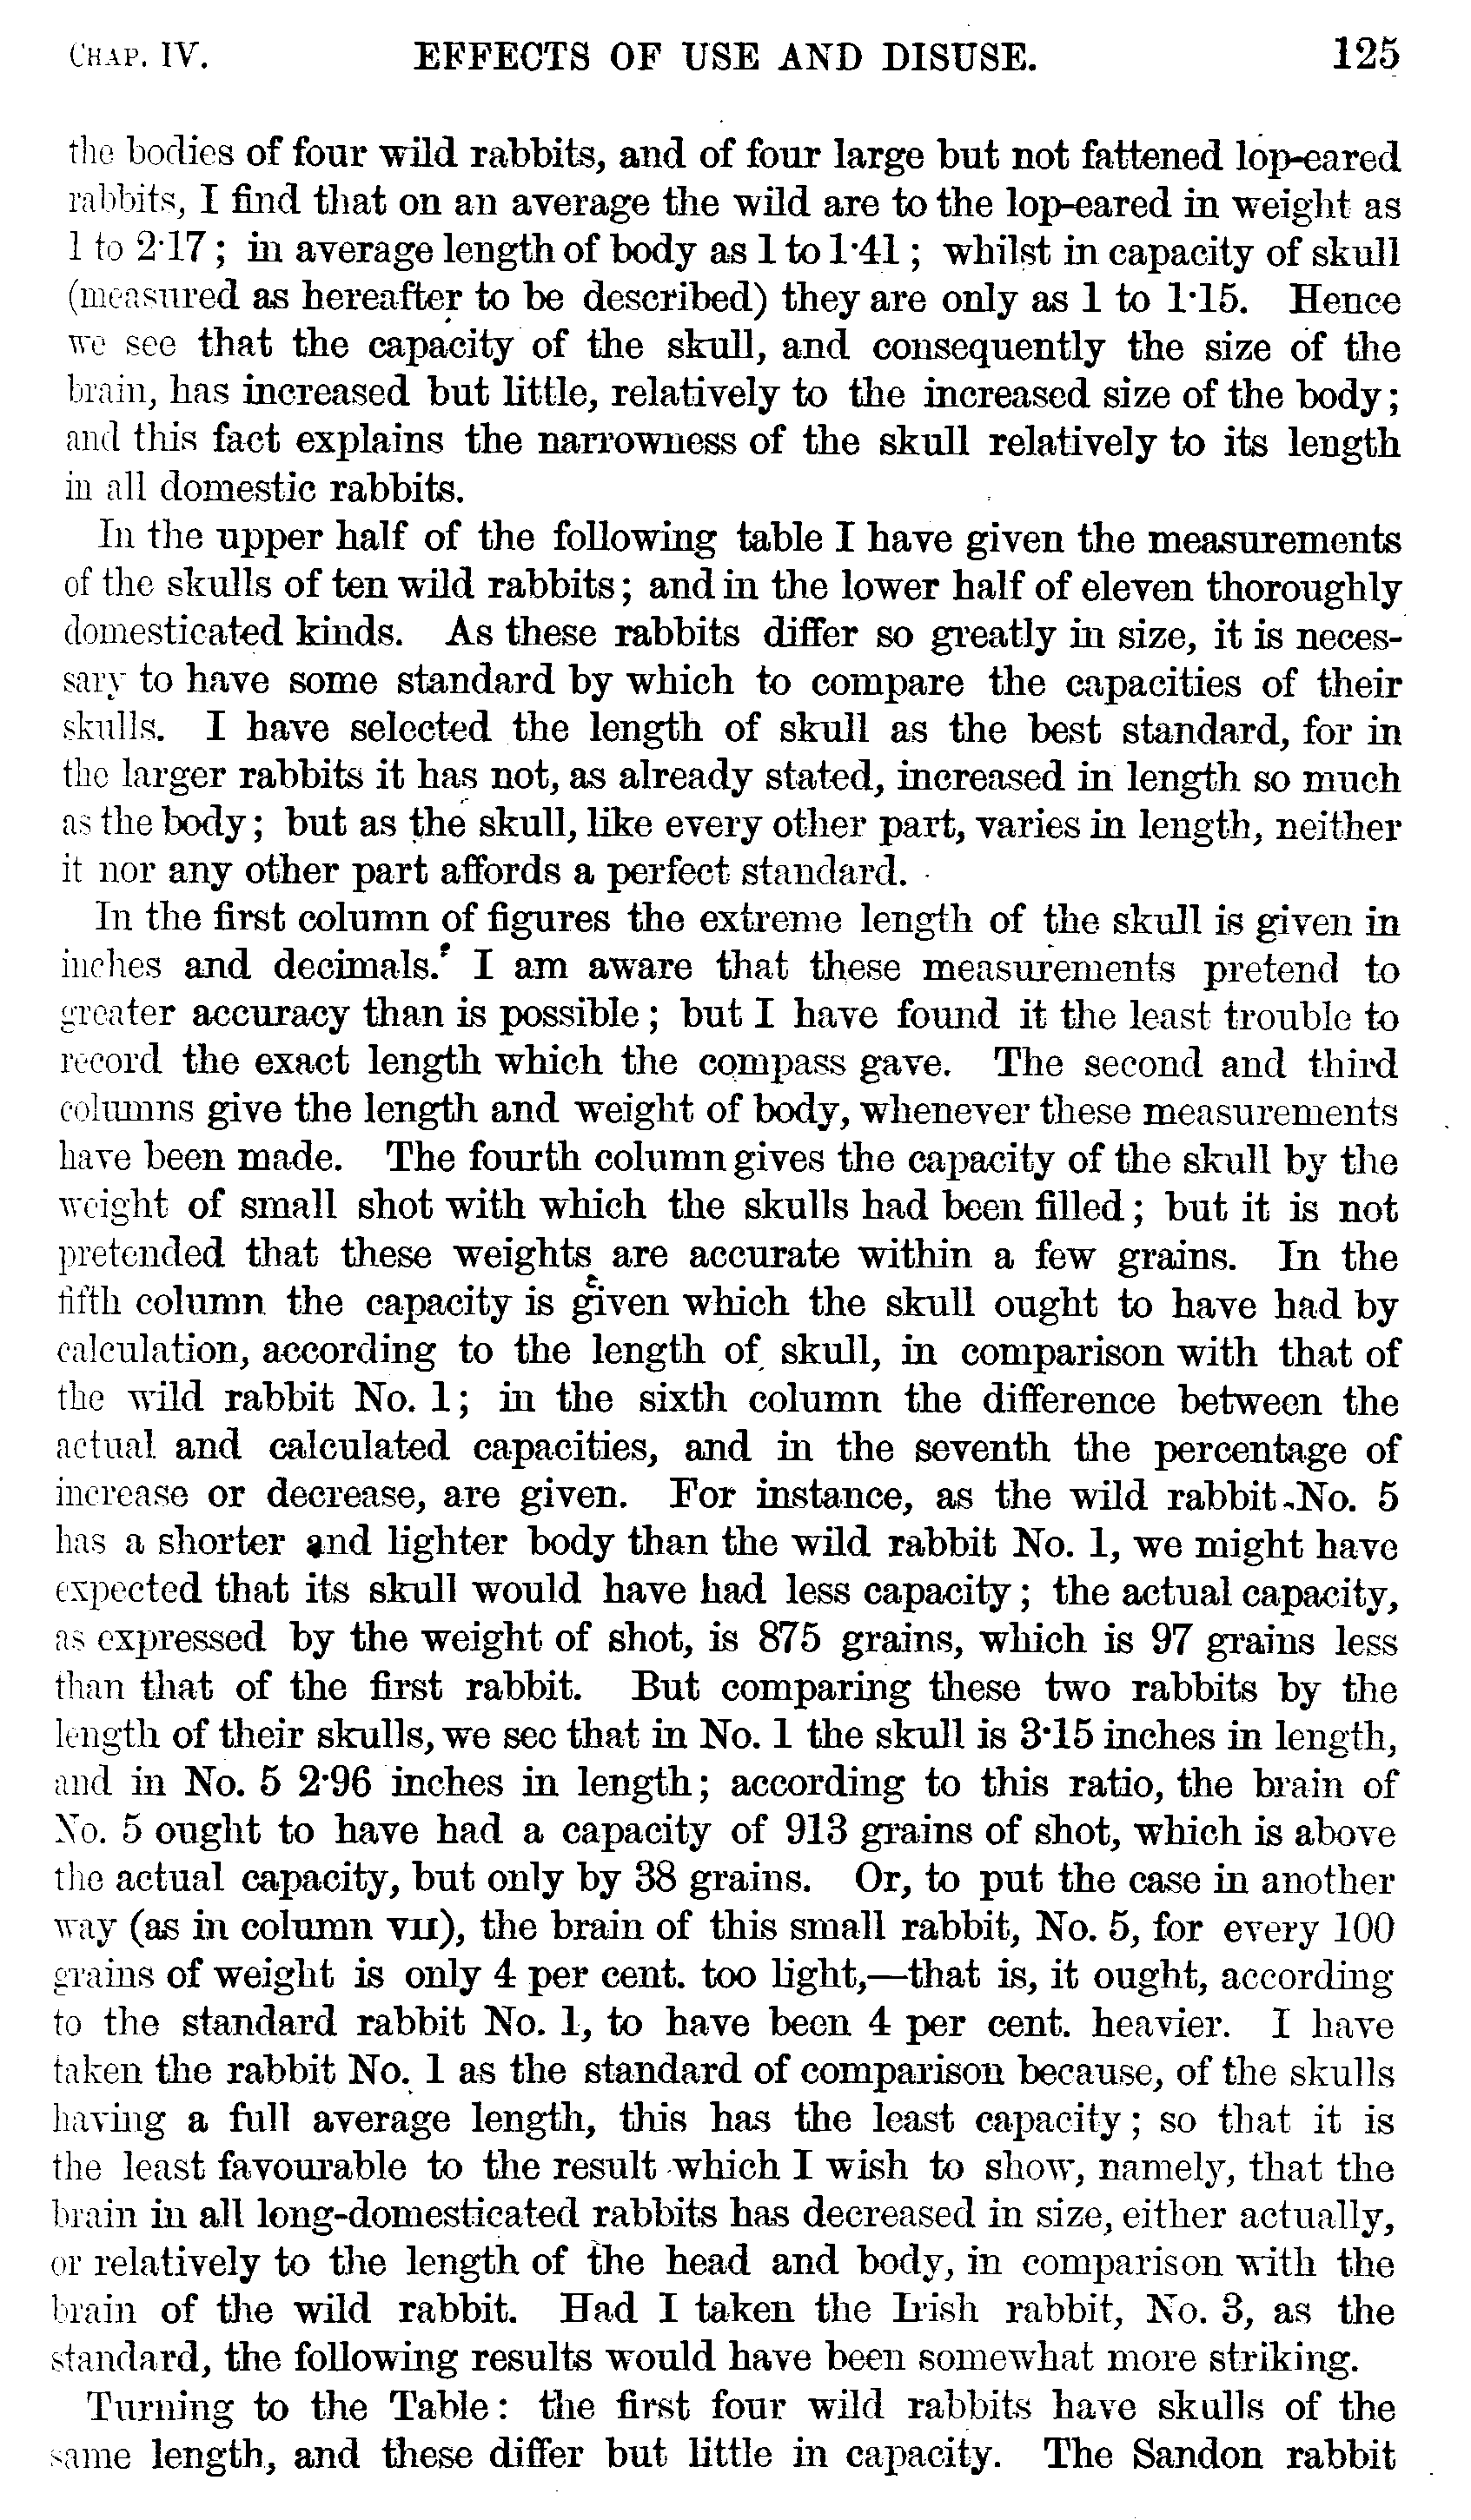 CHAP. IV. EFFECTS OF USE AND DISUSE. 125
the bodies of four wild rabbits, and of four large but not fattened lop-eared
rabbits, I find that on an average the wild are to the lop-eared in weight as
1 to 2·17; in average length of body as 1 to 1·41; whilst in capacity of skull
(measured as hereafter to be described) they are only as 1 to 1·15. Hence
we see that the capacity of the skull, and consequently the size of the
brain, has increased but little, relatively to the increased size of the body;
and this fact explains the narrowness of the skull relatively to its length
in all domestic rabbits.
In the upper half of the following table I have given the measurements
of the skulls of ten wild rabbits; and in the lower half of eleven thoroughly
domesticated kinds. As these rabbits differ so greatly in size, it is neces-
sary to have some standard by which to compare the capacities of their
skulls. I have selected the length of skull as the best standard, for in
the larger rabbits it has not, as already stated, increased in length so much
as the body; but as the skull, like every other part, varies in length, neither
it nor any other part affords a perfect standard.
In the first column of figures the extreme length of the skull is given in
inches and decimals. I am aware that these measurements pretend to
greater accuracy than is possible; but I have found it the least trouble to
record the exact length which the compass gave. The second and third
columns give the length and weight of body, whenever these measurements
have been made. The fourth column gives the capacity of the skull by the
weight of small shot with which the skulls had been filled; but it is not
pretended that these weights are accurate within a few grains. In the
fifth column the capacity is given which the skull ought to have had by
calculation, according to the length of skull, in comparison with that of
the wild rabbit No. 1; in the sixth column the difference between the
actual and calculated capacities, and in the seventh the percentage of
increase or decrease, are given. For instance, as the wild rabbit No. 5
has a shorter and lighter body than the wild rabbit No. 1, we might have
expected that its skull would have had less capacity; the actual capacity,
as expressed by the weight of shot, is 875 grains, which is 97 grains less
than that of the first rabbit. But comparing these two rabbits by the
length of their skulls, we see that in No. 1 the skull is 3·15 inches in length,
and in No. 5 2·96 inches in length; according to this ratio, the brain of
No. 5 ought to have had a capacity of 913 grains of shot, which is above
the actual capacity, but only by 38 grains. Or, to put the case in another
way (as in column VII), the brain of this small rabbit, No. 5, for every 100
grains of weight is only 4 per cent. too light,—that is, it ought, according
to the standard rabbit No. 1, to have been 4 per cent. heavier. I have
taken the rabbit No. 1 as the standard of comparison because, of the skulls
having a full average length, this has the least capacity; so that it is
the least favourable to the result which I wish to show, namely, that the
brain in all long-domesticated rabbits has decreased in size, either actually,
or relatively to the length of the head and body, in comparison with the
brain of the wild rabbit. Had I taken the Irish rabbit, No. 3, as the
standard, the following results would have been somewhat more striking.
Turning to the Table: the first four wild rabbits have skulls of the
same length, and these differ but little in capacity. The Sandon rabbit